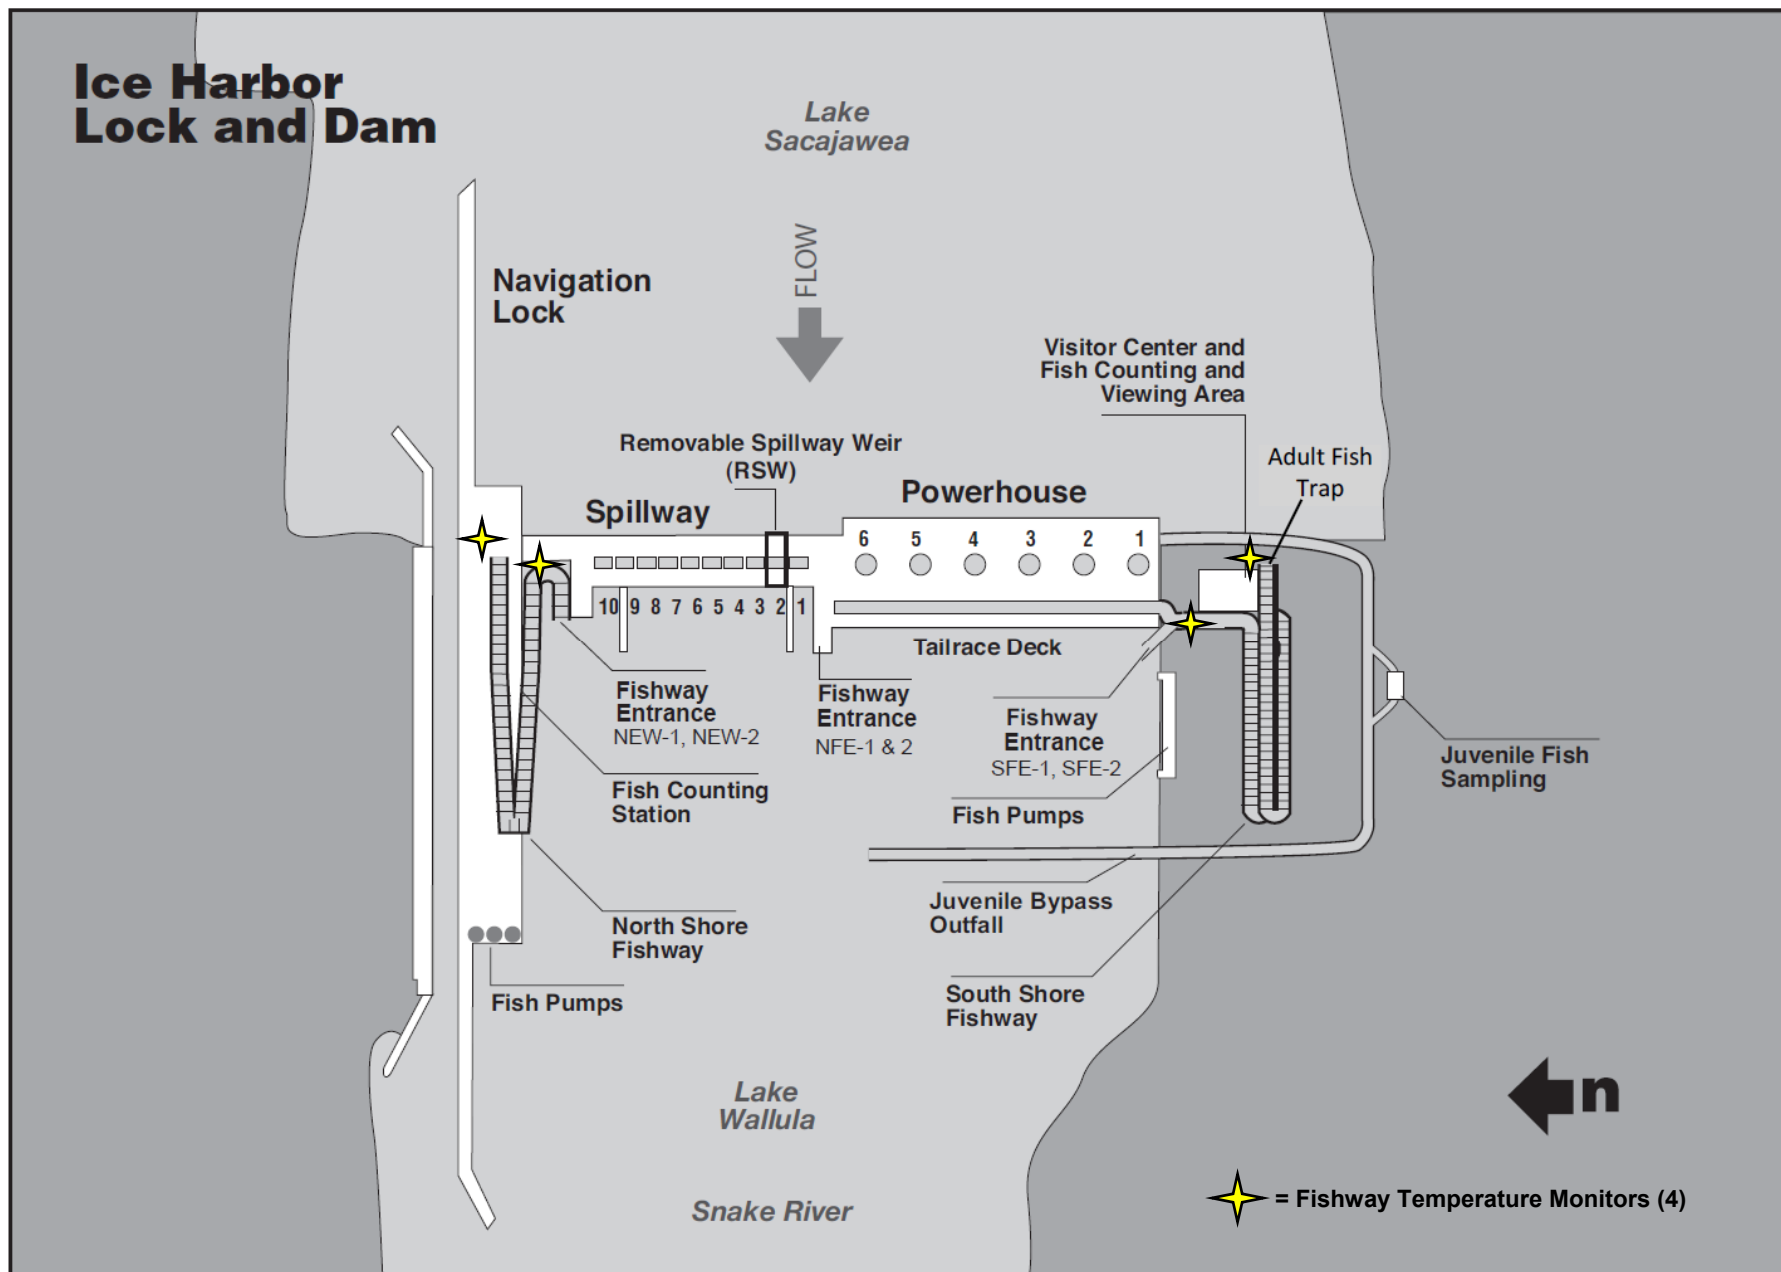 Ice Harbor
Lock and Dam
Lake
Sacajawea
FLOW
Navigation
Lock
Visitor Center and
Fish Counting and
Viewing Area
Removable Spillway Weir
(RSW)
Adult Fish
Trap
Spillway
Powerhouse
6 5 4 3 2 1
10 9 8 7 6 5 4 3 2 1
Tailrace Deck
Fishway
Entrance
NEW-1, NEW-2
Fishway
Entrance
NFE-1 & 2
Fishway
Entrance
SFE-1, SFE-2
Juvenile Fish
Sampling
Fish Counting
Station
Fish Pumps
Juvenile Bypass
Outfall
North Shore
Fishway
Fish Pumps
South Shore
Fishway
Lake
Wallula
n
Snake River
= Fishway Temperature Monitors (4)